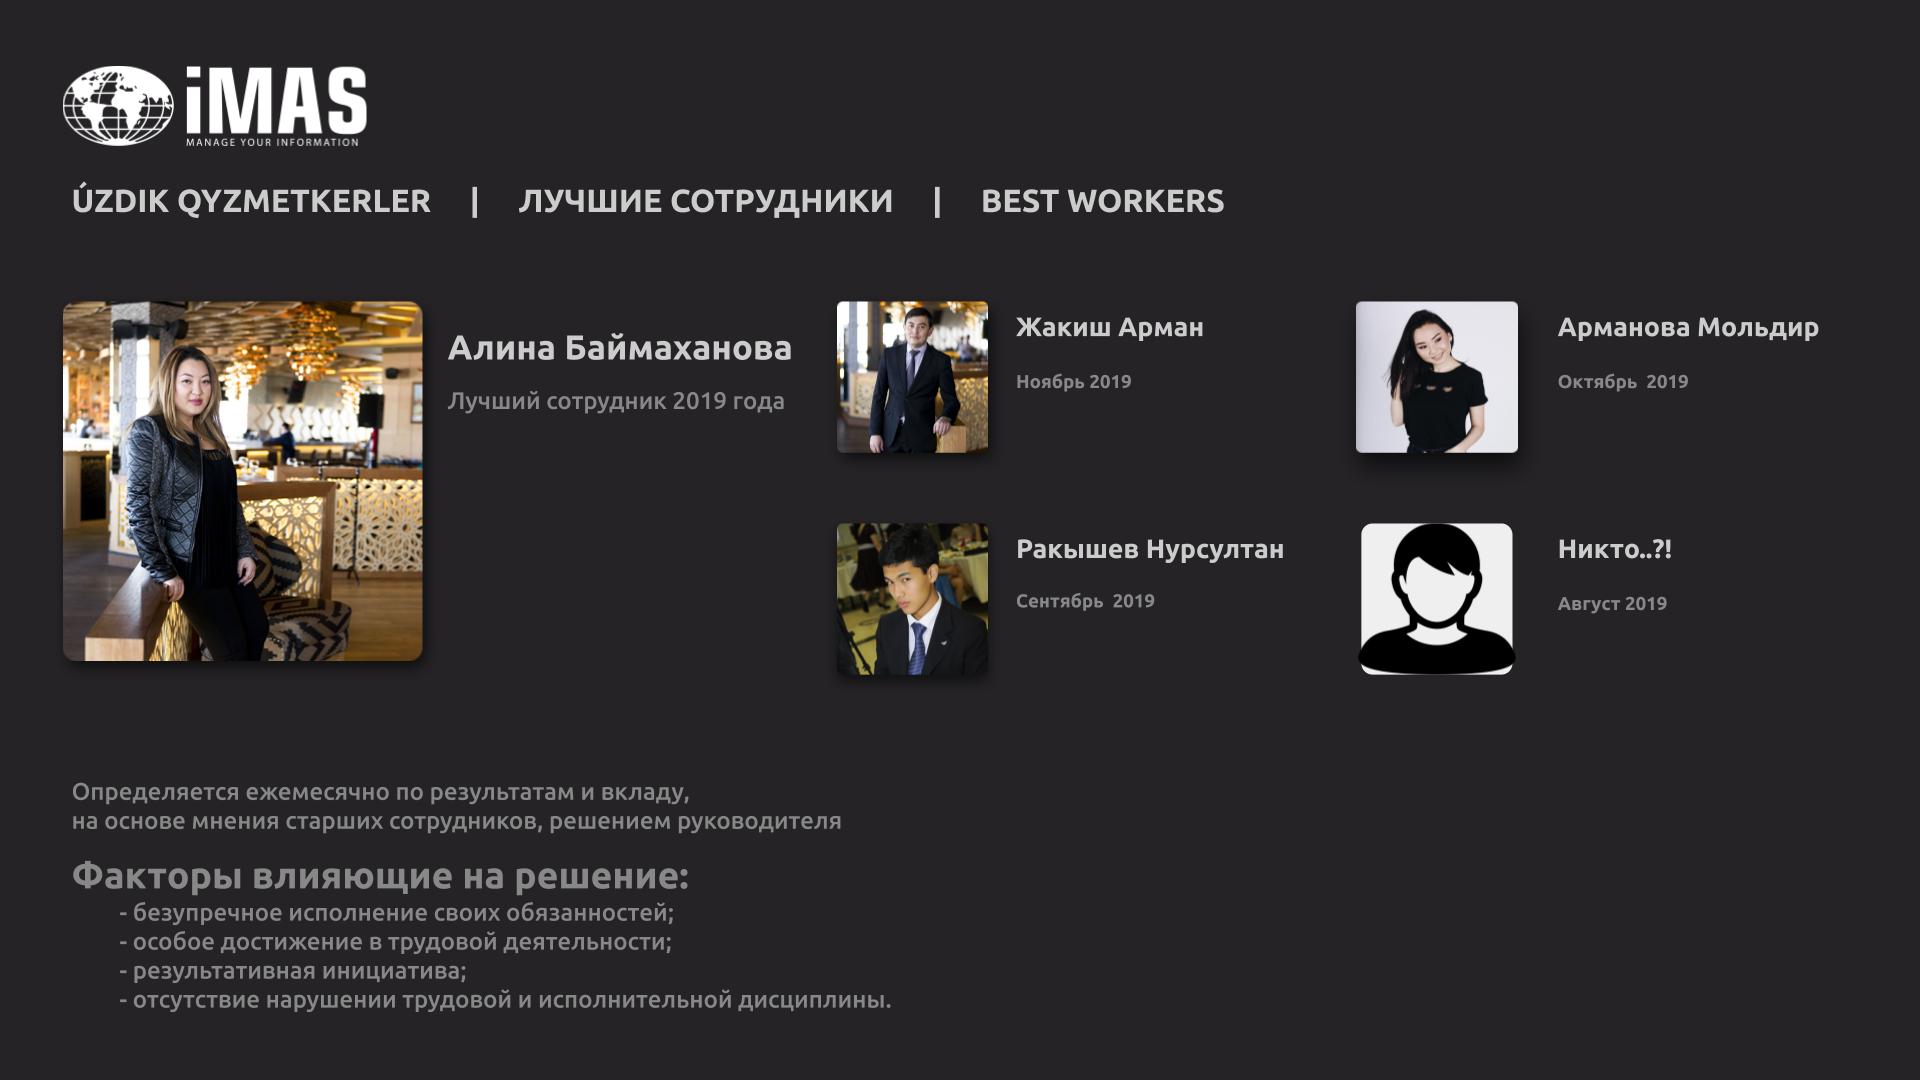 iMAS
MANAGE YOUR INFORMATION
ÚZDIK QYZMETKERLER | ЛУЧШИЕ СОТРУДНИКИ | BEST WORKERS
Алина Баймаханова
Лучший сотрудник 2019 года
Жакиш Арман
Ноябрь 2019
Арманова Мольдир
Октябрь 2019
Ракышев Нурсултан
Сентябрь 2019
Никто..?!
Август 2019
Определяется ежемесячно по результатам и вкладу,
на основе мнения старших сотрудников, решением руководителя
Факторы влияющие на решение:
- безупречное исполнение своих обязанностей;
- особое достижение в трудовой деятельности;
- результативная инициатива;
- отсутствие нарушении трудовой и исполнительной дисциплины.